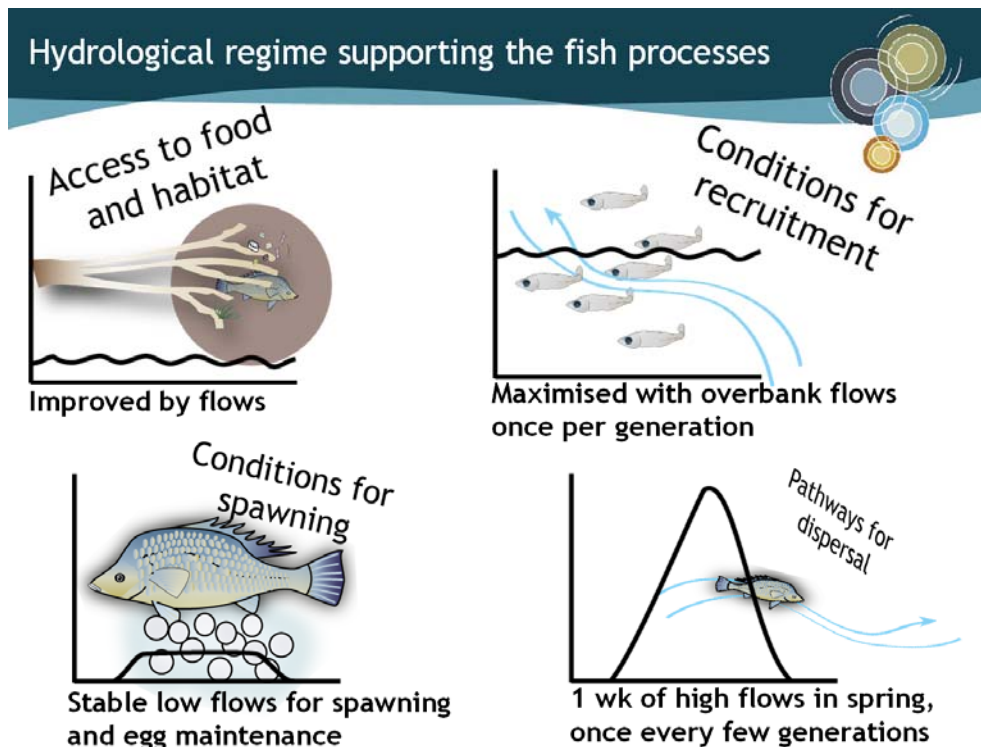 Hydrological regime supporting the fish processes
Access to food
and habitat
Improved by flows
Conditions for
recruitment
Maximised with overbank flows
once per generation
Conditions for
spawning
Stable low flows for spawning
and egg maintenance
Pathways for
dispersal
1 wk of high flows in spring,
once every few generations